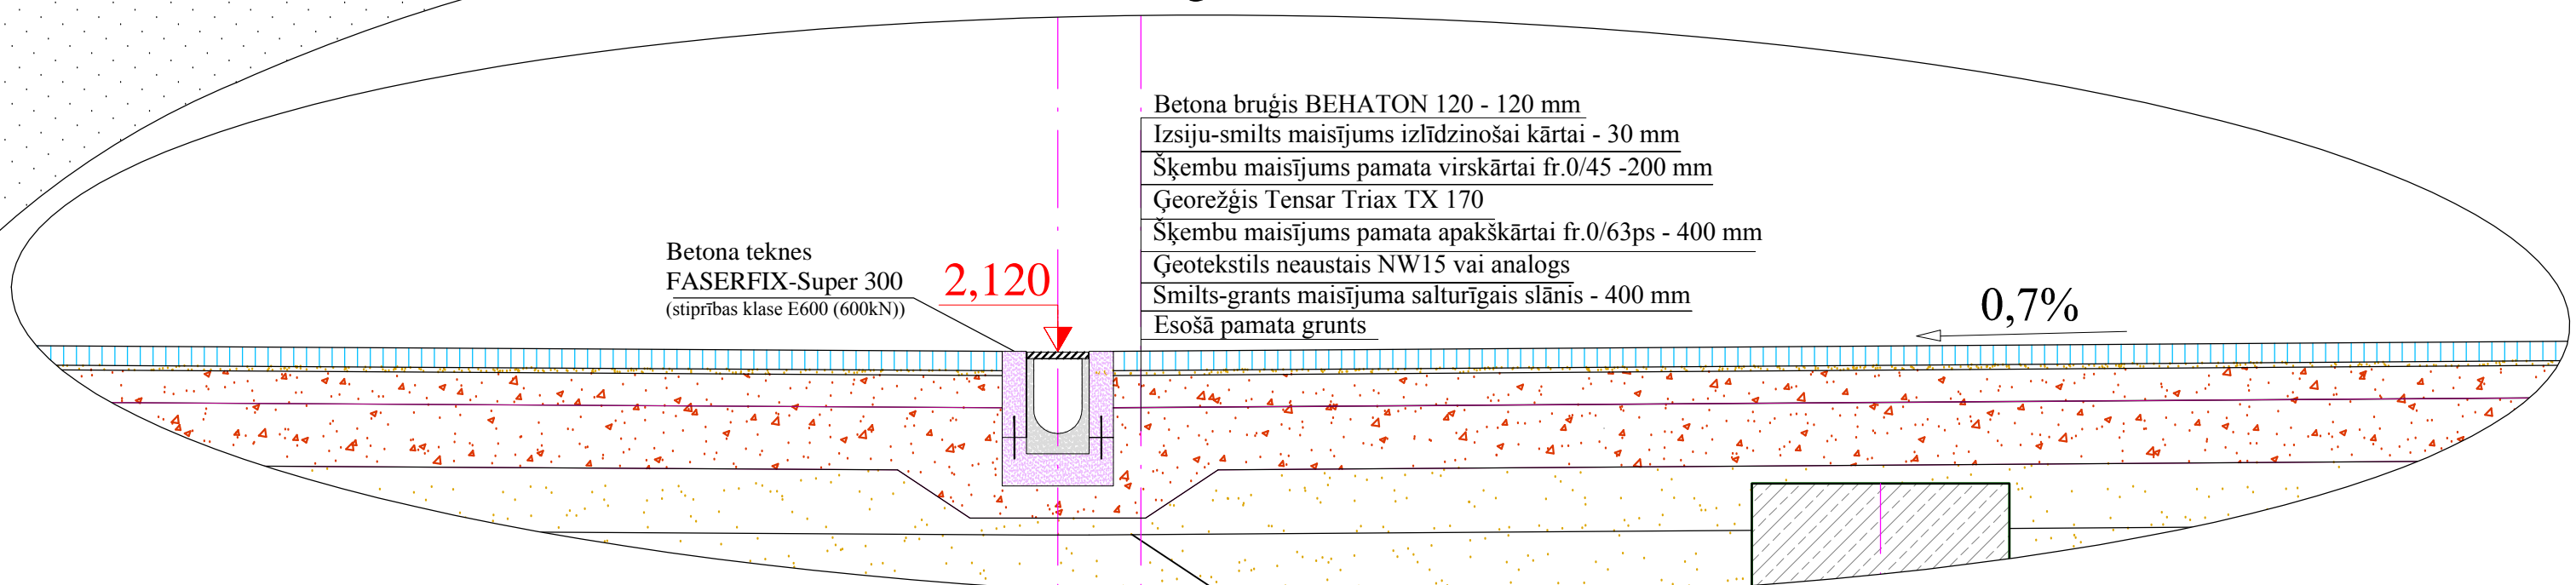 Betona bruģis BEHATON 120 - 120 mm
Izsiju-smilts maisījums izlīdzinošai kārtai - 30 mm
Šķembu maisījums pamata virskārtai fr.0/45 -200 mm
Ģeorežģis Tensar Triax TX 170
Šķembu maisījums pamata apakškārtai fr.0/63ps - 400 mm
Ģeotekstils neaustais NW15 vai analogs
Smilts-grants maisījuma salturīgais slānis - 400 mm
Esošā pamata grunts
Betona teknes
FASERFIX-Super 300
(stiprības klase E600 (600kN))
2,120
0,7%